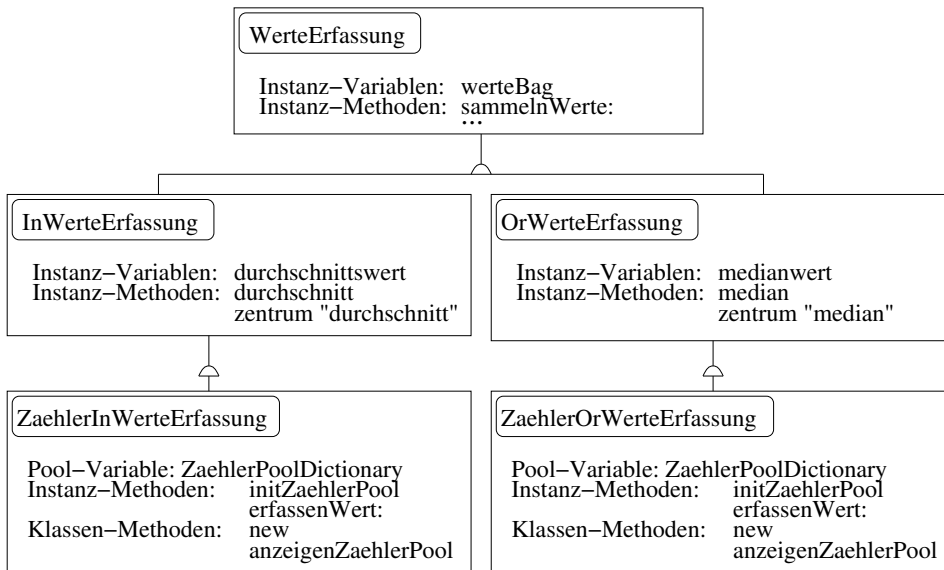 WerteErfassung
Instanz−Variablen: werteBag
Instanz−Methoden: sammelnWerte:
...
InWerteErfassung
Instanz−Variablen: durchschnittswert
Instanz−Methoden: durchschnitt
zentrum "durchschnitt"
OrWerteErfassung
Instanz−Variablen: medianwert
Instanz−Methoden: median
zentrum "median"
ZaehlerInWerteErfassung
Pool−Variable: ZaehlerPoolDictionary
Instanz−Methoden: initZaehlerPool
erfassenWert:
Klassen−Methoden: new
anzeigenZaehlerPool
ZaehlerOrWerteErfassung
Pool−Variable: ZaehlerPoolDictionary
Instanz−Methoden: initZaehlerPool
erfassenWert:
Klassen−Methoden: new
anzeigenZaehlerPool